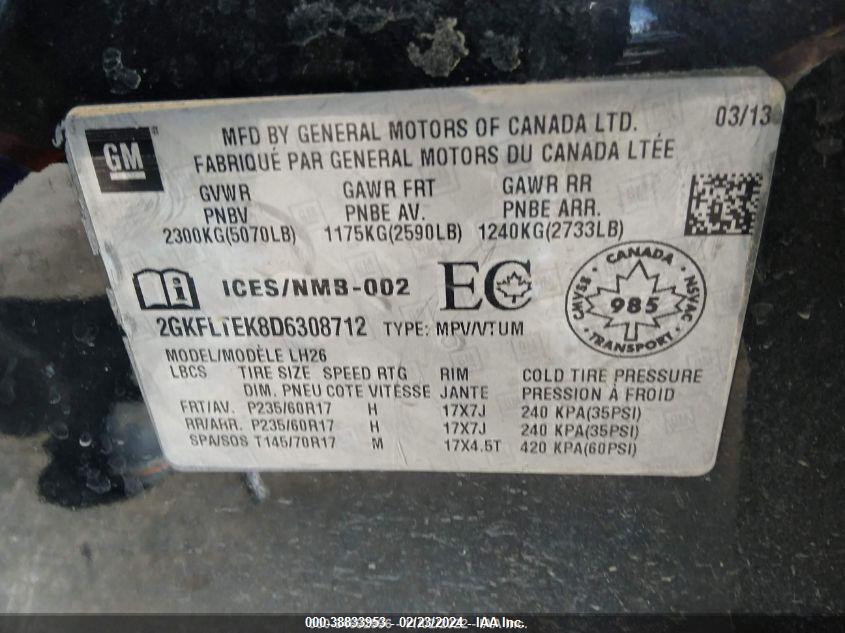 GM
MFD BY GENERAL MOTORS OF CANADA LTD. 03/13
FABRIQUÉ PAR GENERAL MOTORS DU CANADA LTÉE
GVWR GAWR FRT GAWR RR
PNBV PNBE AV. PNBE ARR.
2300KG(5070LB) 1175KG(2590LB) 1240KG(2733LB)
i ICES/NMB-002 EC
CANADA
CMVSS 985 NSVAC
TRANSPORT
2GKFLTEK8D6308712 TYPE: MPV/VTUM
MODEL/MODÈLE LH26
LBCS TIRE SIZE SPEED RTG RIM COLD TIRE PRESSURE
DIM. PNEU COTE VITESSE JANTE PRESSION À FROID
FRT/AV. P235/60R17 H 17X7J 240 KPA(35PSI)
RR/ARR. P235/60R17 H 17X7J 240 KPA(35PSI)
SPA/SOS T145/70R17 M 17X4.5T 420 KPA(60PSI)
000-38833953 - 02/23/2024 - IAA Inc.